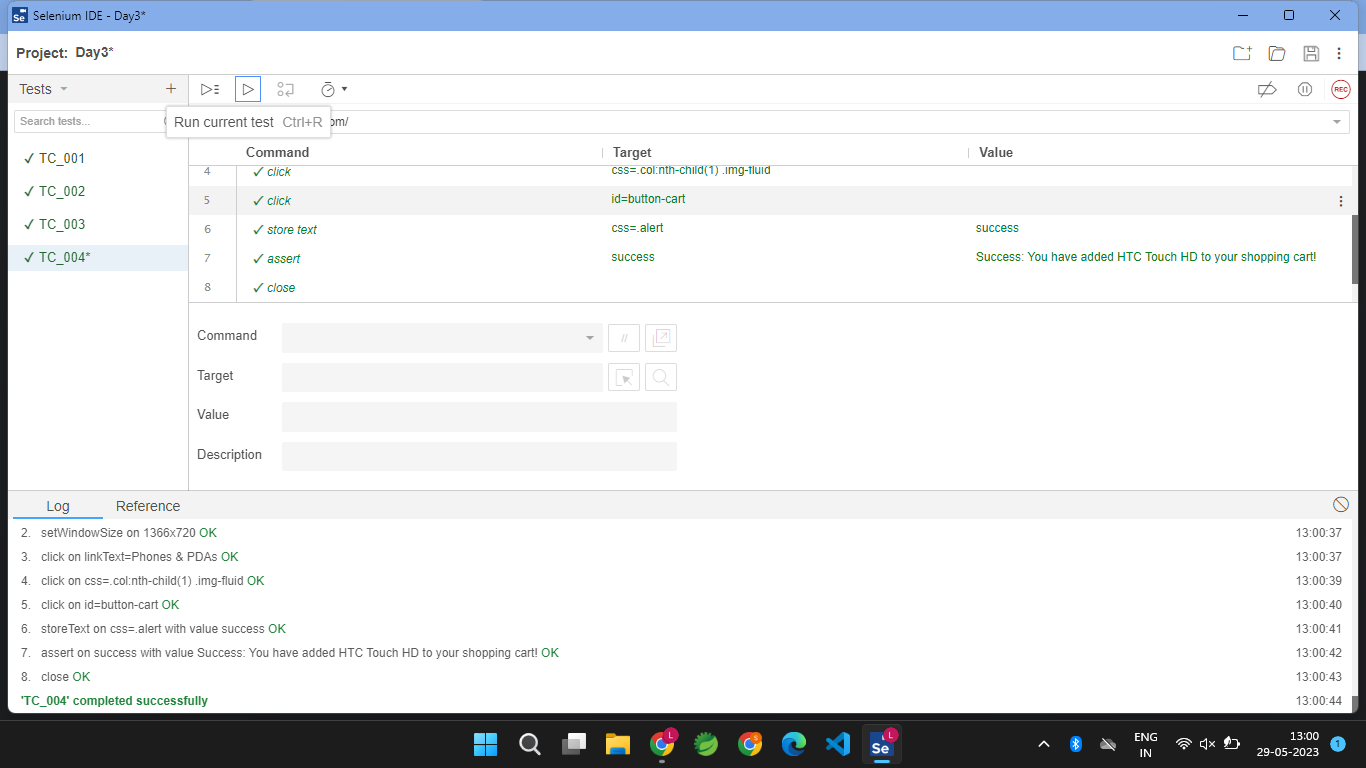 Selenium IDE - Day3*
Project: Day3*
Tests
REC
Search tests...
Run current test Ctrl+R
om/
Command Target Value
TC_001
TC_002
TC_003
TC_004*
4 click css=.col:nth-child(1) .img-fluid
5 click id=button-cart
6 store text css=.alert success
7 assert success Success: You have added HTC Touch HD to your shopping cart!
8 close
Command //
Target
Value
Description
Log Reference
2. setWindowSize on 1366x720 OK 13:00:37
3. click on linkText=Phones & PDAs OK 13:00:37
4. click on css=.col:nth-child(1) .img-fluid OK 13:00:39
5. click on id=button-cart OK 13:00:40
6. storeText on css=.alert with value success OK 13:00:41
7. assert on success with value Success: You have added HTC Touch HD to your shopping cart! OK 13:00:42
8. close OK 13:00:43
'TC_004' completed successfully 13:00:44
L S Se L
ENG
IN
13:00
29-05-2023
1